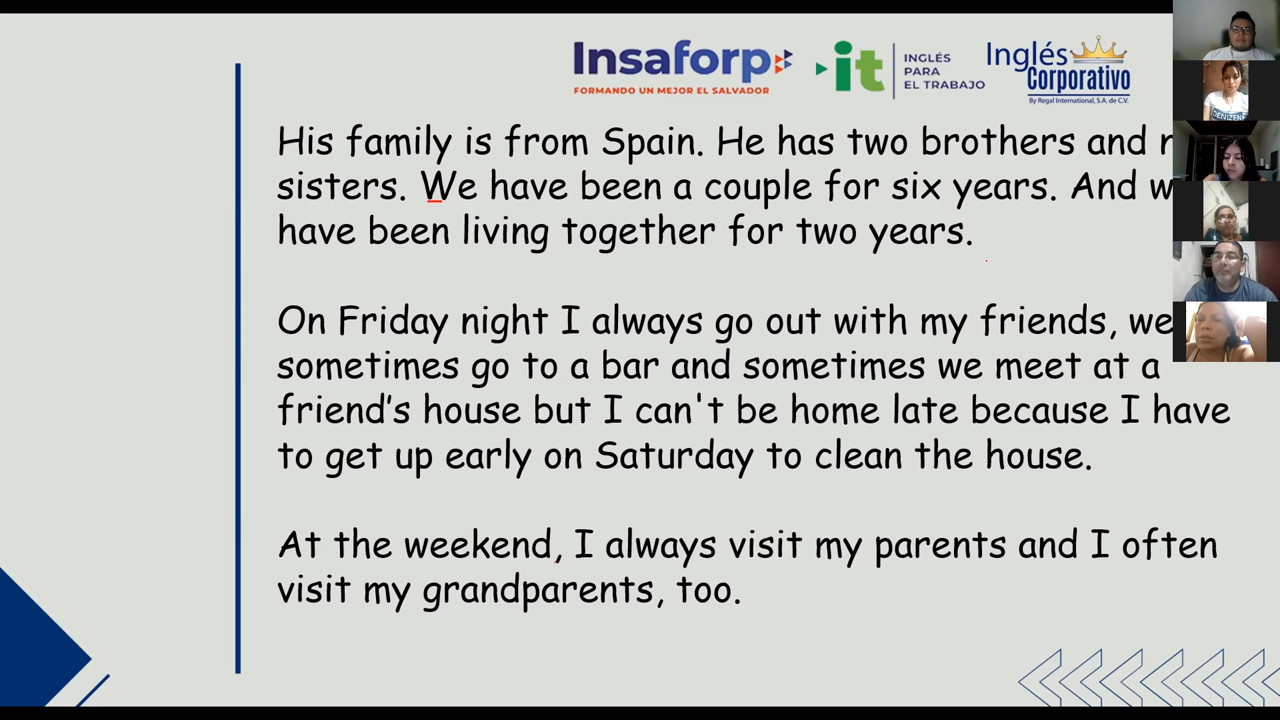 Insaforp
FORMANDO UN MEJOR EL SALVADOR
it
INGLÉS
PARA
EL TRABAJO
Inglés
Corporativo
By Regal International, S.A. de C.V.
His family is from Spain. He has two brothers and
sisters. We have been a couple for six years. And
have been living together for two years.
On Friday night I always go out with my friends, we
sometimes go to a bar and sometimes we meet at a
friend’s house but I can't be home late because I have
to get up early on Saturday to clean the house.
At the weekend, I always visit my parents and I often
visit my grandparents, too.